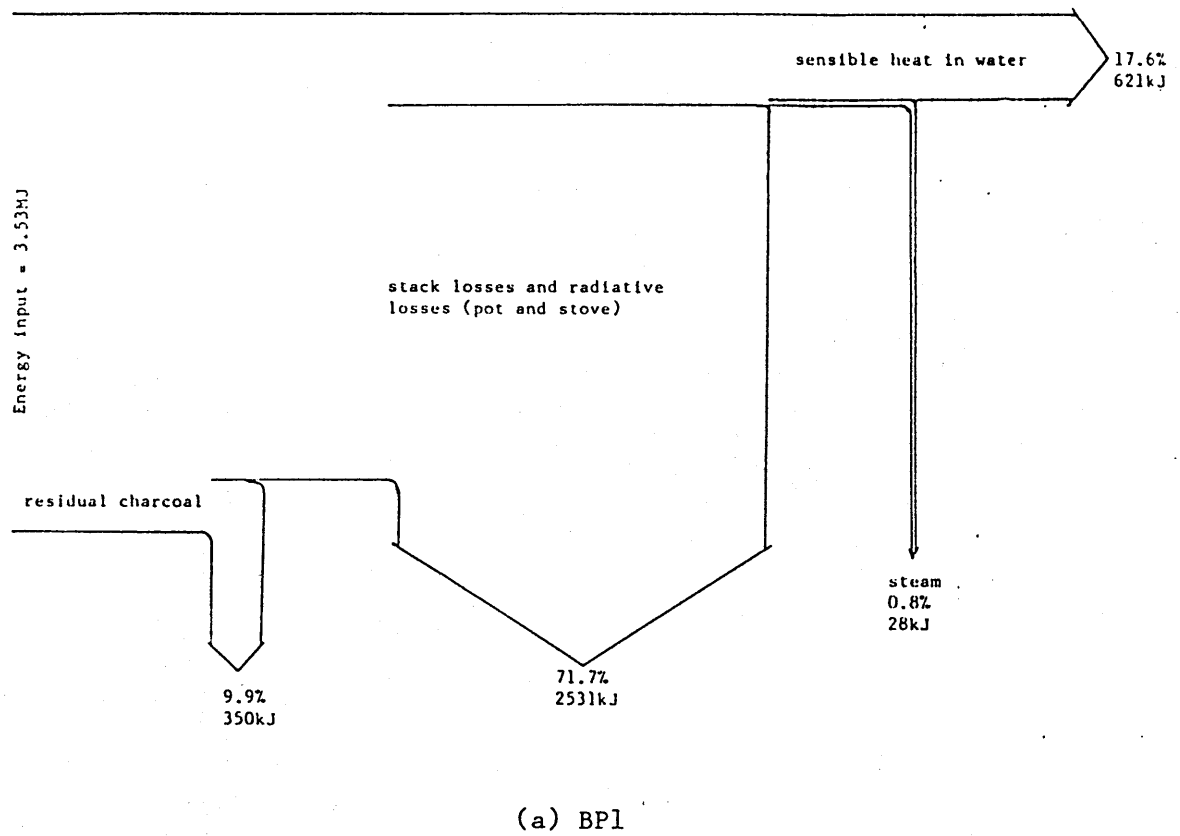 sensible heat in water
17.6%
621kJ
Energy input = 3.53MJ
stack losses and radiative
losses (pot and stove)
residual charcoal
steam
0.8%
28kJ
71.7%
2531kJ
9.9%
350kJ
(a) BP1